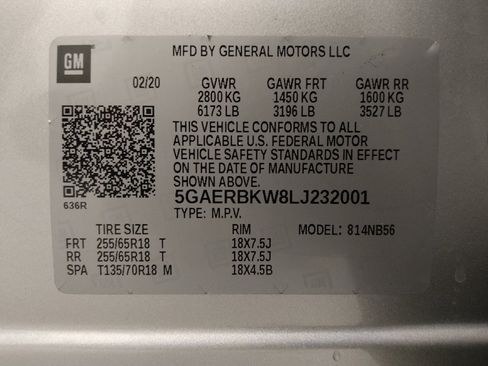 GM
MFD BY GENERAL MOTORS LLC
02/20 GVWR GAWR FRT GAWR RR
2800 KG 1450 KG 1600 KG
6173 LB 3196 LB 3527 LB
THIS VEHICLE CONFORMS TO ALL
APPLICABLE U.S. FEDERAL MOTOR
VEHICLE SAFETY STANDARDS IN EFFECT
ON THE DATE OF MANUFACTURE
SHOWN ABOVE.
636R
5GAERBKW8LJ232001
TYPE: M.P.V.
TIRE SIZE RIM MODEL: 814NB56
FRT 255/65R18 T 18X7.5J
RR 255/65R18 T 18X7.5J
SPA T135/70R18 M 18X4.5B